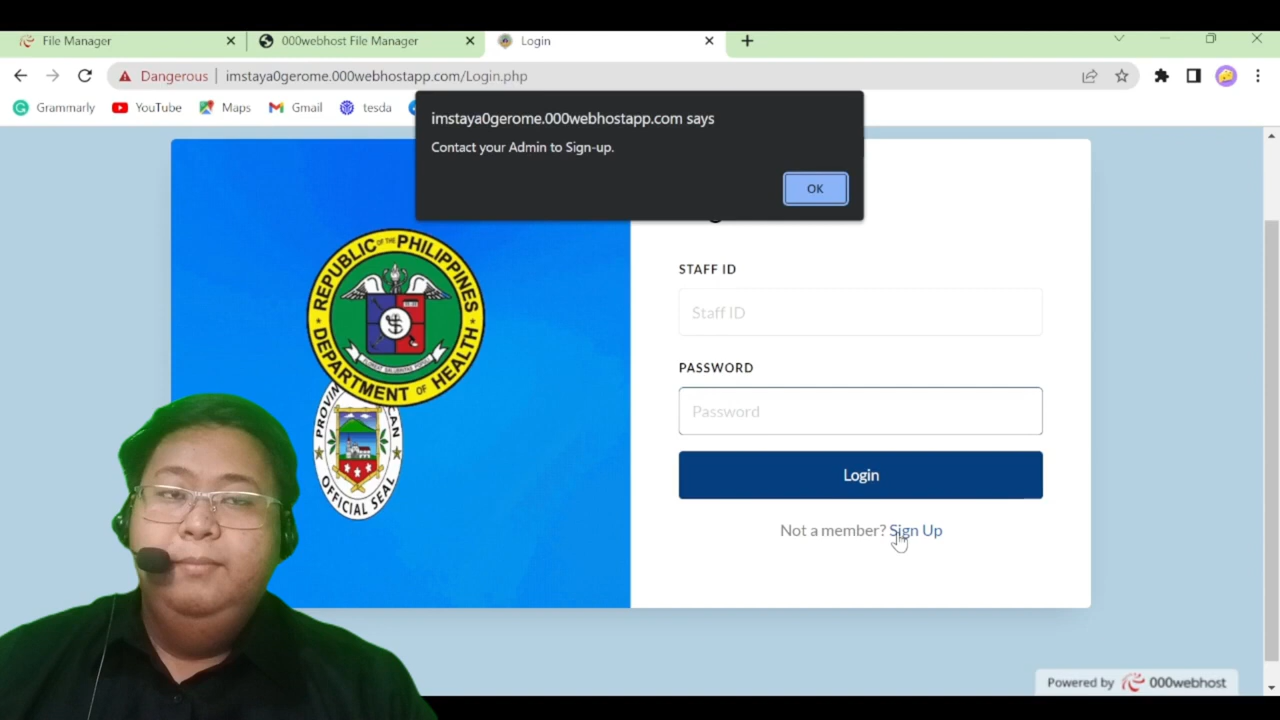 File Manager
000webhost File Manager
Login
Dangerous
imstaya0gerome.000webhostapp.com/Login.php
Grammarly
YouTube
Maps
Gmail
tesda
imstaya0gerome.000webhostapp.com says
Contact your Admin to Sign-up.
OK
REPUBLIC OF THE PHILIPPINES
DEPARTMENT OF HEALTH
OFFICIAL SEAL
STAFF ID
Staff ID
PASSWORD
Password
Login
Not a member? Sign Up
Powered by 000webhost